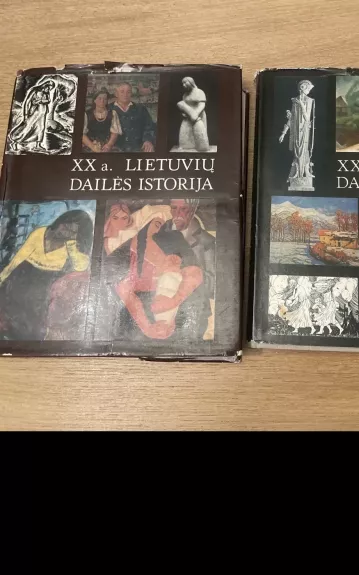 XX a. LIETUVIŲ
DAILĖS ISTORIJA
XX
DA